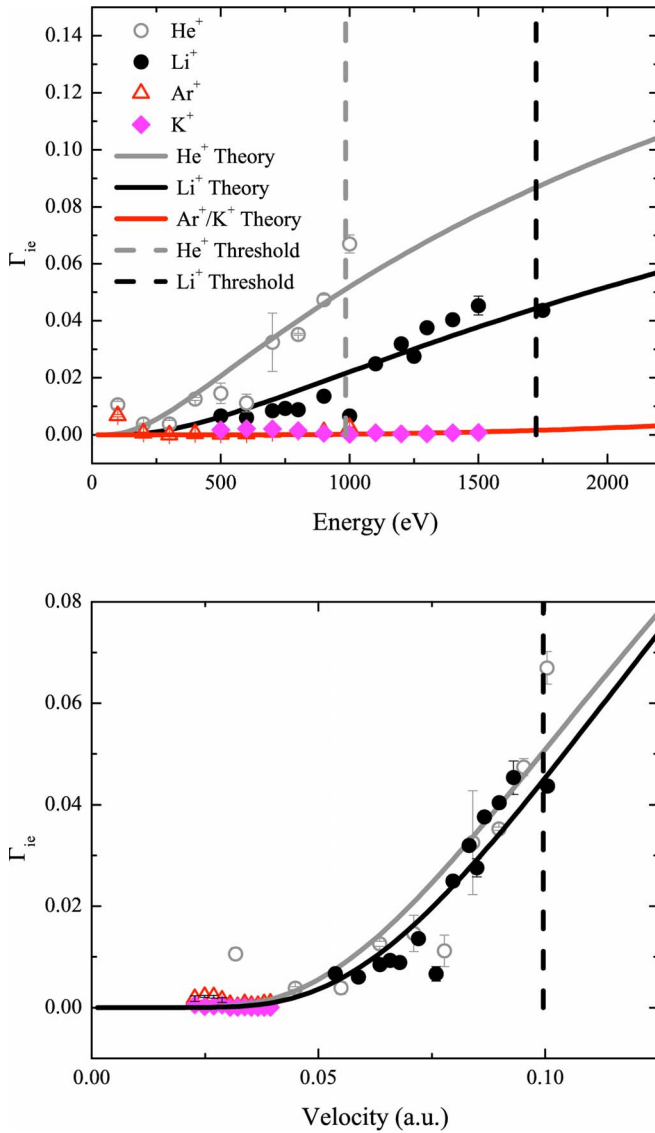 0.14
0.12
0.10
0.08
0.06
0.04
0.02
0.00
Γie
He+
Li+
Ar+
K+
He+ Theory
Li+ Theory
Ar+/K+ Theory
He+ Threshold
Li+ Threshold
0 500 1000 1500 2000
Energy (eV)
0.08
0.06
0.04
0.02
0.00
Γie
0.00 0.05 0.10
Velocity (a.u.)